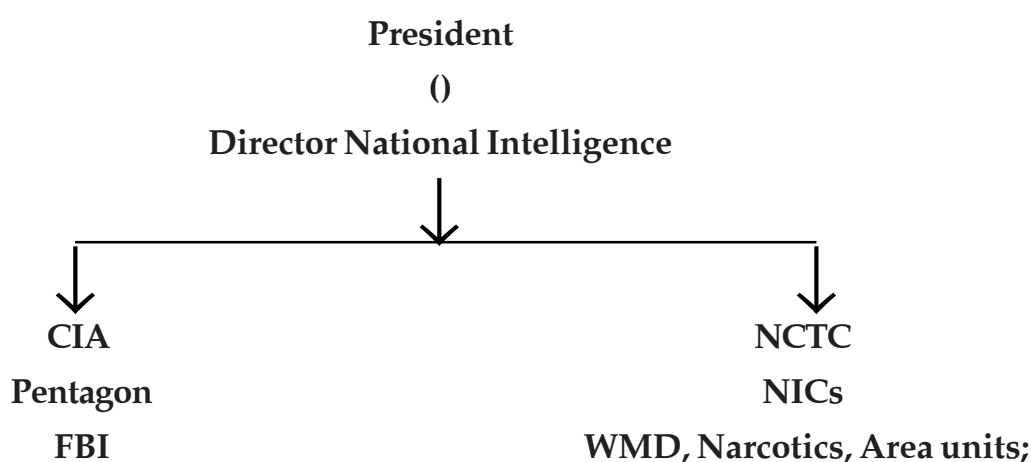 President
()
Director National Intelligence
CIA
NCTC
Pentagon
NICs
FBI
WMD, Narcotics, Area units;